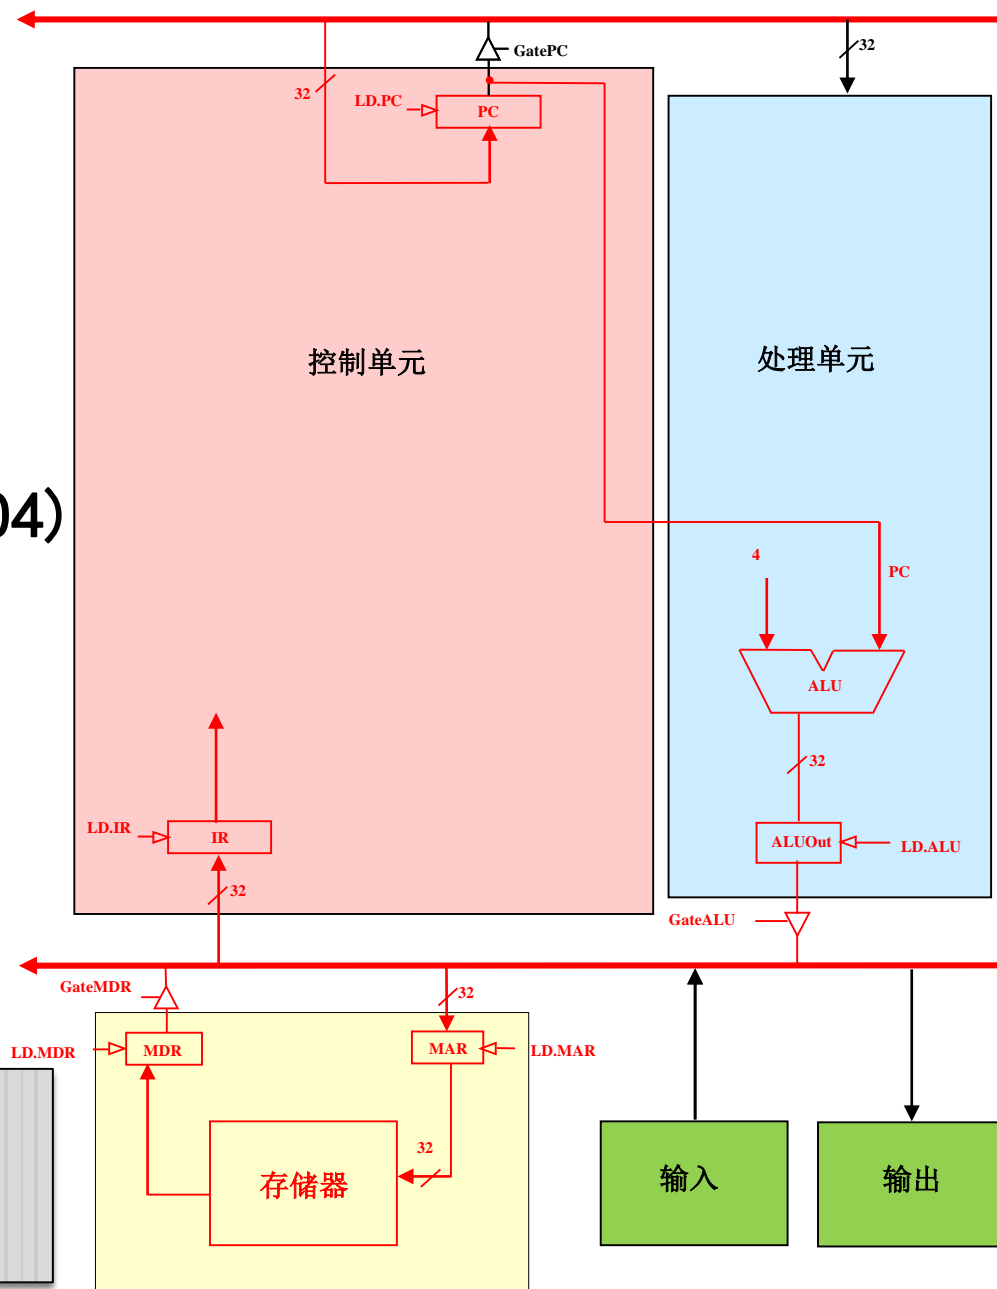 32
GatePC
32
LD.PC
PC
控制单元
处理单元
04)
4
PC
ALU
32
LD.IR
IR
ALUOut
LD.ALU
32
GateALU
GateMDR
32
LD.MDR
MDR
MAR
LD.MAR
32
存储器
输入
输出